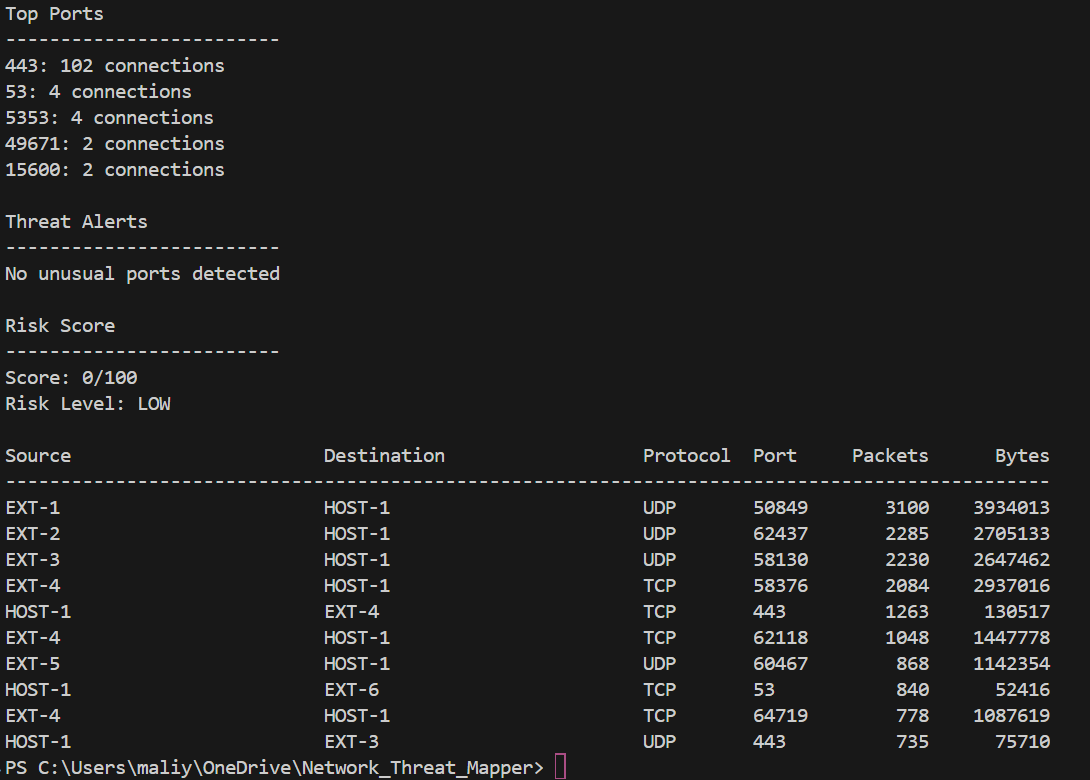 Top Ports
-------------------------
443: 102 connections
53: 4 connections
5353: 4 connections
49671: 2 connections
15600: 2 connections
Threat Alerts
-------------------------
No unusual ports detected
Risk Score
-------------------------
Score: 0/100
Risk Level: LOW
Source Destination Protocol Port Packets Bytes
-----------------------------------------------------------------------------------------------
EXT-1 HOST-1 UDP 50849 3100 3934013
EXT-2 HOST-1 UDP 62437 2285 2705133
EXT-3 HOST-1 UDP 58130 2230 2647462
EXT-4 HOST-1 TCP 58376 2084 2937016
HOST-1 EXT-4 TCP 443 1263 130517
EXT-4 HOST-1 TCP 62118 1048 1447778
EXT-5 HOST-1 UDP 60467 868 1142354
HOST-1 EXT-6 TCP 53 840 52416
EXT-4 HOST-1 TCP 64719 778 1087619
HOST-1 EXT-3 UDP 443 735 75710
PS C:\Users\maliy\OneDrive\Network_Threat_Mapper>